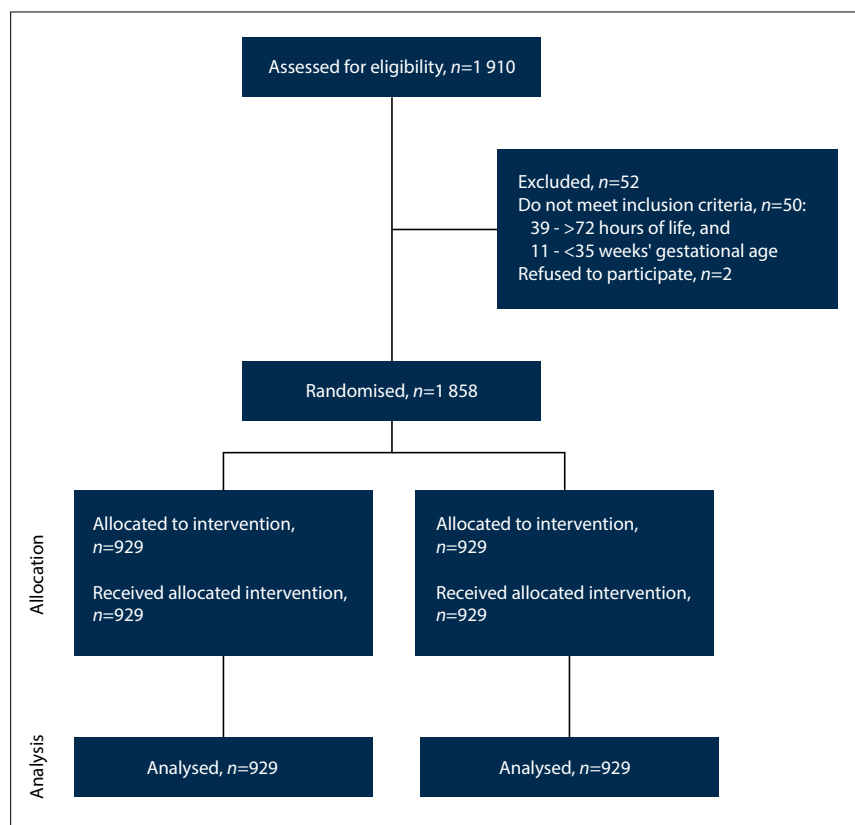 Assessed for eligibility, n=1 910
Excluded, n=52
Do not meet inclusion criteria, n=50:
39 - >72 hours of life, and
11 - <35 weeks' gestational age
Refused to participate, n=2
Randomised, n=1 858
Allocation
Allocated to intervention,
n=929
Received allocated intervention,
n=929
Allocated to intervention,
n=929
Received allocated intervention,
n=929
Analysis
Analysed, n=929
Analysed, n=929